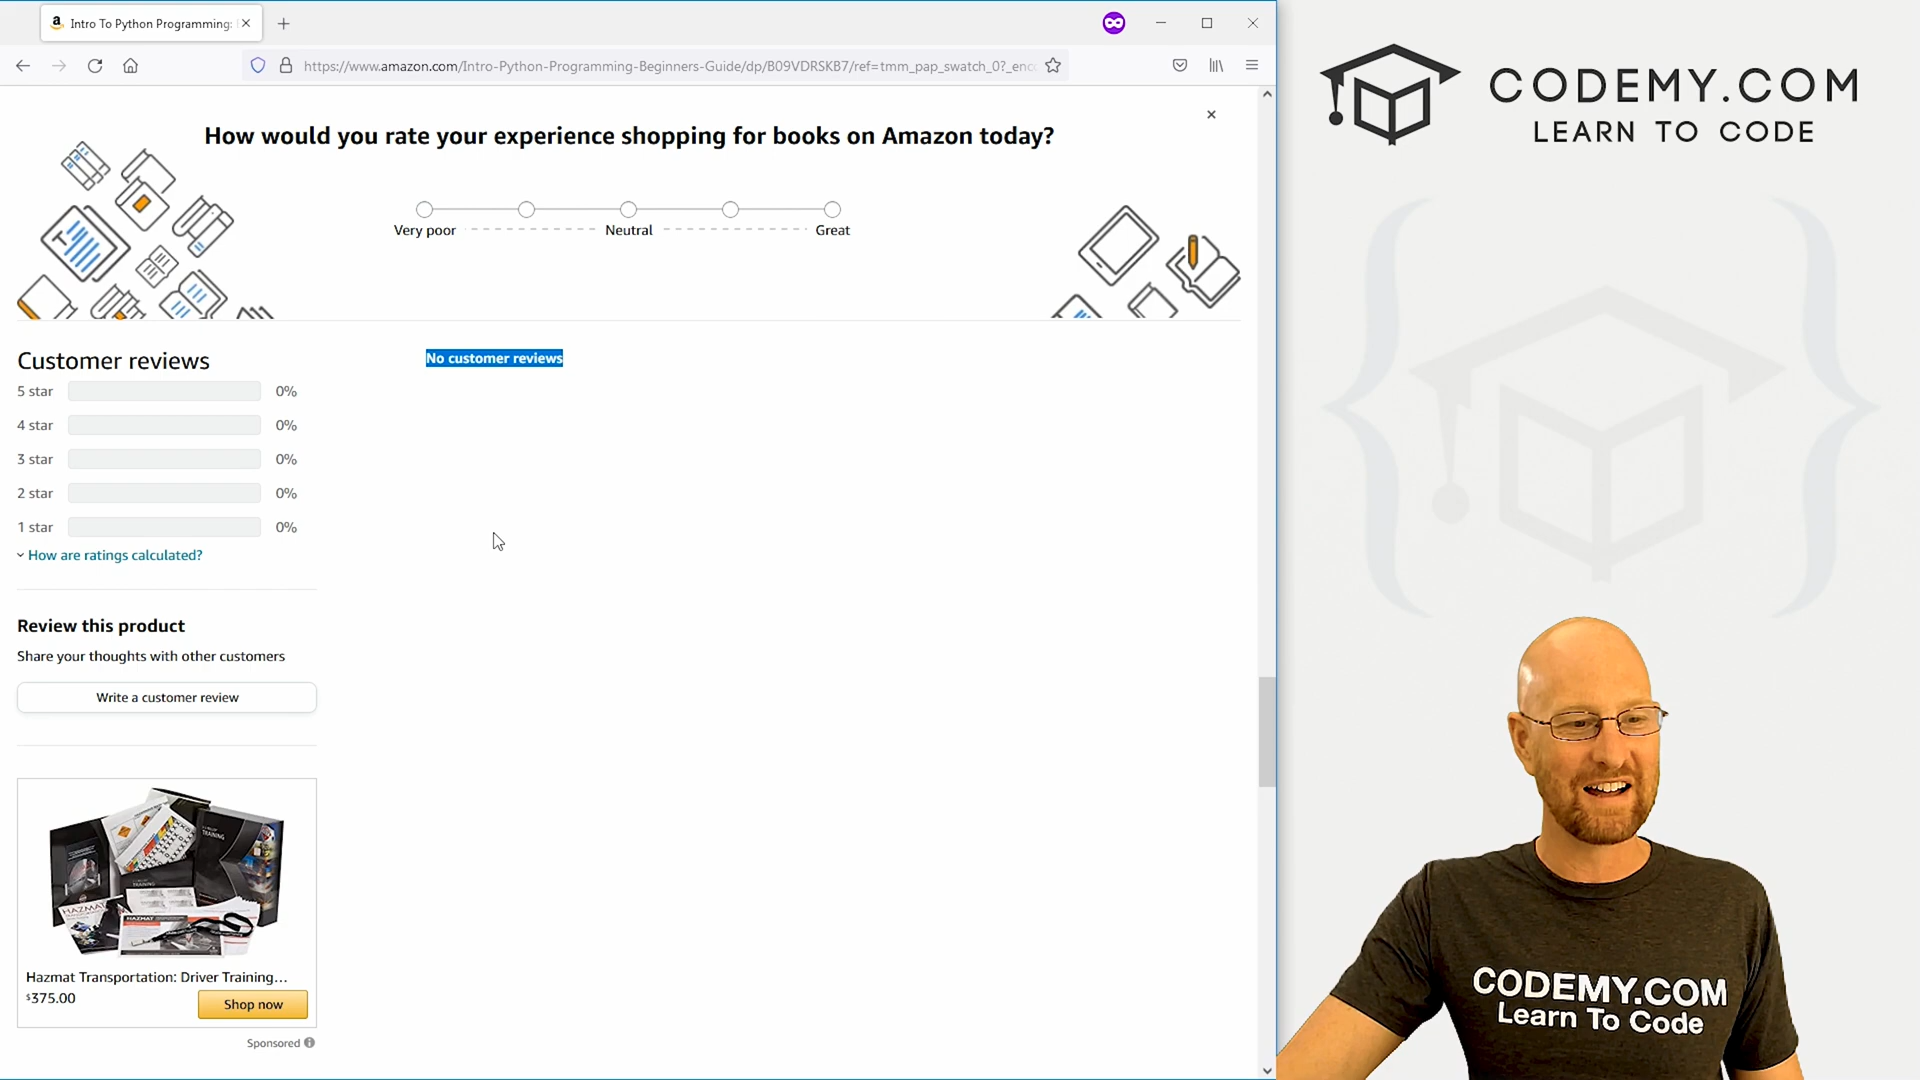 Intro To Python Programming:
https://www.amazon.com/Intro-Python-Programming-Beginners-Guide/dp/B09VDRSKB7/ref=tmm_pap_swatch_0?_enc
How would you rate your experience shopping for books on Amazon today?
Very poor
Neutral
Great
Customer reviews
No customer reviews
5 star 0%
4 star 0%
3 star 0%
2 star 0%
1 star 0%
How are ratings calculated?
Review this product
Share your thoughts with other customers
Write a customer review
TRAINING
TRAINING
HAZMAT
HAZMAT
Hazmat Transportation: Driver Training...
$375.00
Shop now
Sponsored
CODEMY.COM
LEARN TO CODE
CODEMY.COM
Learn To Code